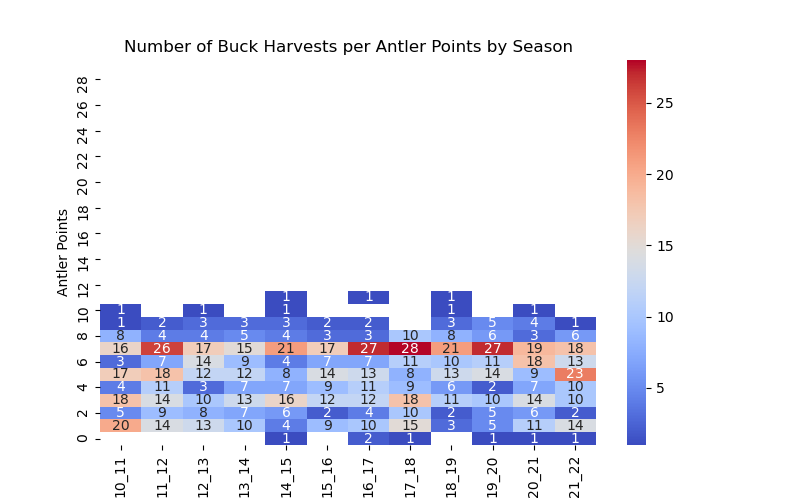 Number of Buck Harvests per Antler Points by Season
Antler Points
28
26
24
22
20
18
16
14
12
1 1 1
10 1 1 1 1 1
1 2 3 3 3 2 2 3 5 4 1
8 8 4 4 5 4 3 3 10 8 6 3 6
16 26 17 15 21 17 27 28 21 27 19 18
6 3 7 14 9 4 7 7 11 10 11 18 13
17 18 12 12 8 14 13 8 13 14 9 23
4 4 11 3 7 7 9 11 9 6 2 7 10
18 14 10 13 16 12 12 18 11 10 14 10
2 5 9 8 7 6 2 4 10 2 5 6 2
20 14 13 10 4 9 10 15 3 5 11 14
0 1 2 1 1 1 1
10_11 11_12 12_13 13_14 14_15 15_16 16_17 17_18 18_19 19_20 20_21 21_22
25
20
15
10
5